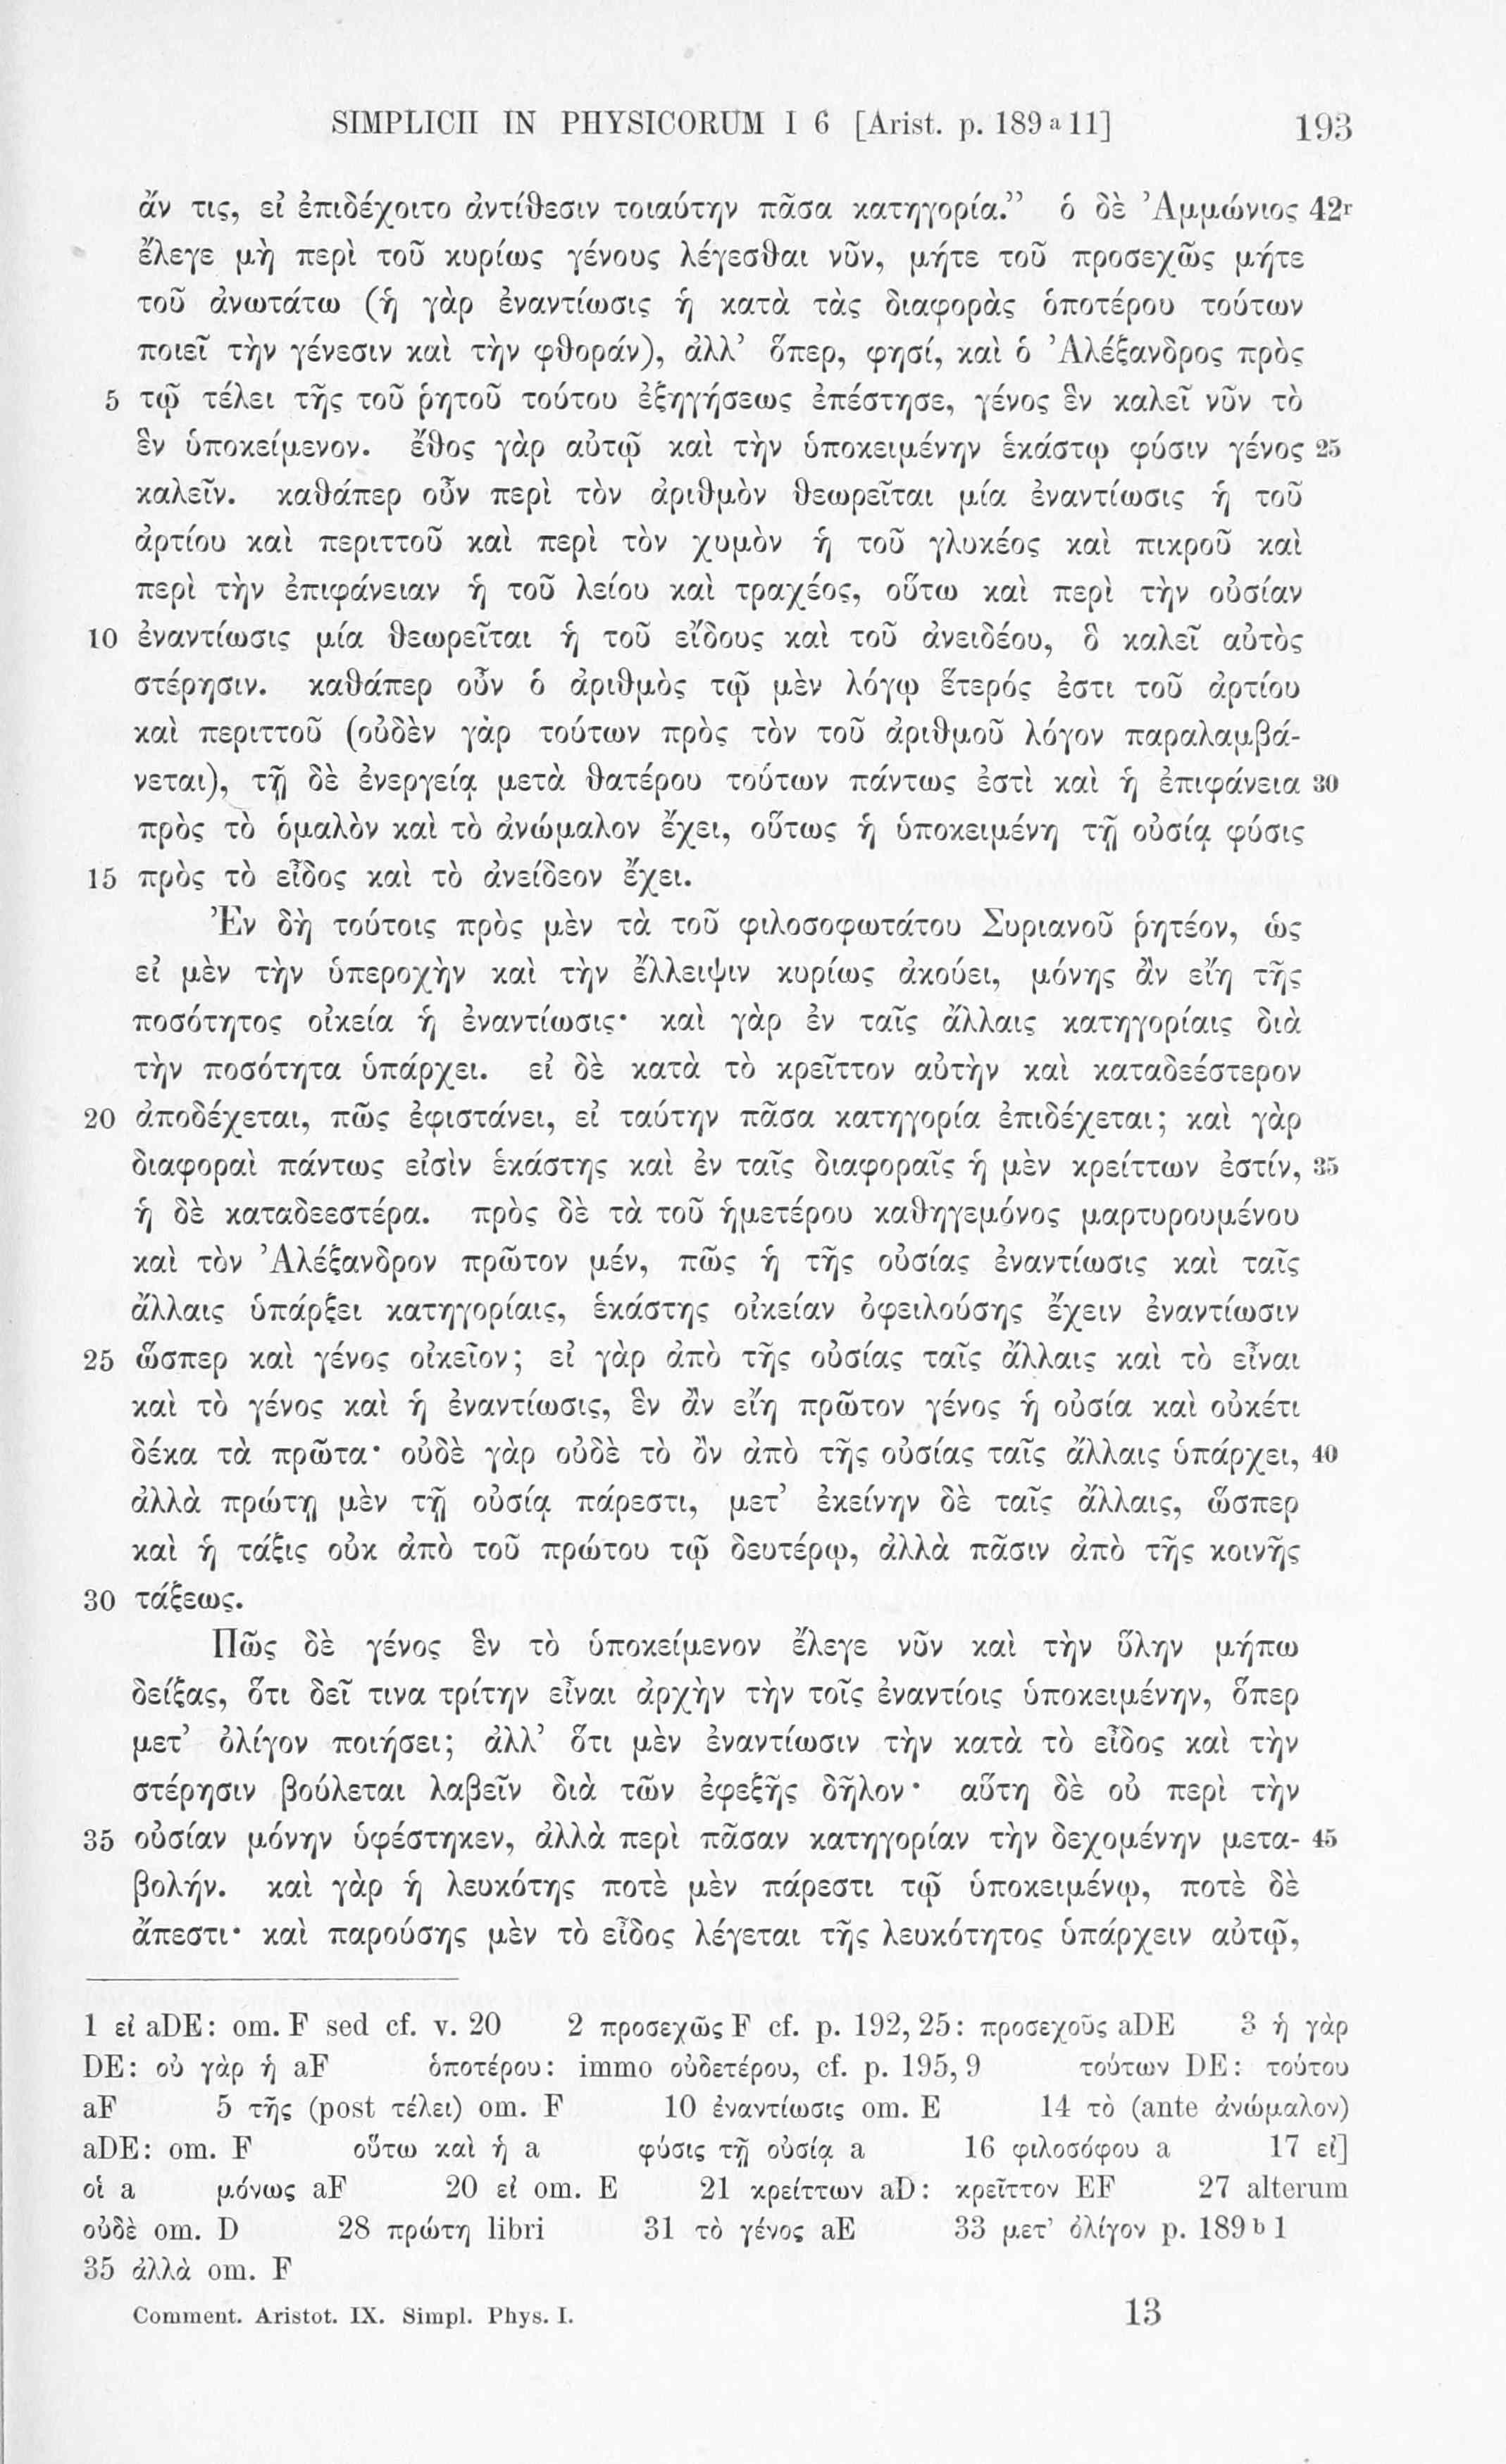 SIMPLICII IN PHYSICORUM I 6 [Arist. p. 189 a 11] 193
ἄν τις, εἰ ἐπιδέχοιτο ἀντίθεσιν τοιαύτην πᾶσα κατηγορία.” ὁ δὲ Ἀμμώνιος 42r
ἔλεγε μὴ περὶ τοῦ κυρίως γένους λέγεσθαι νῦν, μήτε τοῦ προσεχῶς μήτε
τοῦ ἀνωτάτω (ἡ γὰρ ἐναντίωσις ἡ κατὰ τὰς διαφορὰς ὁποτέρου τούτων
ποιεῖ τὴν γένεσιν καὶ τὴν φθοράν), ἀλλ’ ὅπερ, φησί, καὶ ὁ Ἀλέξανδρος πρὸς
5 τῷ τέλει τῆς τοῦ ῥητοῦ τούτου ἐξηγήσεως ἐπέστησε, γένος ἓν καλεῖ νῦν τὸ
ἓν ὑποκείμενον. ἔθος γὰρ αὐτῷ καὶ τὴν ὑποκειμένην ἑκάστῳ φύσιν γένος 25
καλεῖν. καθάπερ οὖν περὶ τὸν ἀριθμὸν θεωρεῖται μία ἐναντίωσις ἡ τοῦ
ἀρτίου καὶ περιττοῦ καὶ περὶ τὸν χυμὸν ἡ τοῦ γλυκέος καὶ πικροῦ καὶ
περὶ τὴν ἐπιφάνειαν ἡ τοῦ λείου καὶ τραχέος, οὕτω καὶ περὶ τὴν οὐσίαν
10 ἐναντίωσις μία θεωρεῖται ἡ τοῦ εἴδους καὶ τοῦ ἀνειδέου, ὃ καλεῖ αὐτὸς
στέρησιν. καθάπερ οὖν ὁ ἀριθμὸς τῷ μὲν λόγῳ ἕτερός ἐστι τοῦ ἀρτίου
καὶ περιττοῦ (οὐδὲν γὰρ τούτων πρὸς τὸν τοῦ ἀριθμοῦ λόγον παραλαμβά-
νεται), τῇ δὲ ἐνεργείᾳ μετὰ θατέρου τούτων πάντως ἐστὶ καὶ ἡ ἐπιφάνεια 30
πρὸς τὸ ὁμαλὸν καὶ τὸ ἀνώμαλον ἔχει, οὕτως ἡ ὑποκειμένη τῇ οὐσίᾳ φύσις
15 πρὸς τὸ εἶδος καὶ τὸ ἀνείδεον ἔχει.
Ἐν δὴ τούτοις πρὸς μὲν τὰ τοῦ φιλοσοφωτάτου Συριανοῦ ῥητέον, ὡς
εἰ μὲν τὴν ὑπεροχὴν καὶ τὴν ἔλλειψιν κυρίως ἀκούει, μόνης ἂν εἴη τῆς
ποσότητος οἰκεία ἡ ἐναντίωσις· καὶ γὰρ ἐν ταῖς ἄλλαις κατηγορίαις διὰ
τὴν ποσότητα ὑπάρχει. εἰ δὲ κατὰ τὸ κρεῖττον αὐτὴν καὶ καταδεέστερον
20 ἀποδέχεται, πῶς ἐφιστάνει, εἰ ταύτην πᾶσα κατηγορία ἐπιδέχεται; καὶ γὰρ
διαφοραὶ πάντως εἰσὶν ἑκάστης καὶ ἐν ταῖς διαφοραῖς ἡ μὲν κρείττων ἐστίν, 35
ἡ δὲ καταδεεστέρα. πρὸς δὲ τὰ τοῦ ἡμετέρου καθηγεμόνος μαρτυρουμένου
καὶ τὸν Ἀλέξανδρον πρῶτον μέν, πῶς ἡ τῆς οὐσίας ἐναντίωσις καὶ ταῖς
ἄλλαις ὑπάρξει κατηγορίαις, ἑκάστης οἰκείαν ὀφειλούσης ἔχειν ἐναντίωσιν
25 ὥσπερ καὶ γένος οἰκεῖον; εἰ γὰρ ἀπὸ τῆς οὐσίας ταῖς ἄλλαις καὶ τὸ εἶναι
καὶ τὸ γένος καὶ ἡ ἐναντίωσις, ἓν ἂν εἴη πρῶτον γένος ἡ οὐσία καὶ οὐκέτι
δέκα τὰ πρῶτα· οὐδὲ γὰρ οὐδὲ τὸ ὂν ἀπὸ τῆς οὐσίας ταῖς ἄλλαις ὑπάρχει, 40
ἀλλὰ πρώτῃ μὲν τῇ οὐσίᾳ πάρεστι, μετ’ ἐκείνην δὲ ταῖς ἄλλαις, ὥσπερ
καὶ ἡ τάξις οὐκ ἀπὸ τοῦ πρώτου τῷ δευτέρῳ, ἀλλὰ πᾶσιν ἀπὸ τῆς κοινῆς
30 τάξεως.
Πῶς δὲ γένος ἓν τὸ ὑποκείμενον ἔλεγε νῦν καὶ τὴν ὕλην μήπω
δείξας, ὅτι δεῖ τινα τρίτην εἶναι ἀρχὴν τὴν τοῖς ἐναντίοις ὑποκειμένην, ὅπερ
μετ’ ὀλίγον ποιήσει; ἀλλ’ ὅτι μὲν ἐναντίωσιν τὴν κατὰ τὸ εἶδος καὶ τὴν
στέρησιν βούλεται λαβεῖν διὰ τῶν ἐφεξῆς δῆλον· αὕτη δὲ οὐ περὶ τὴν
35 οὐσίαν μόνην ὑφέστηκεν, ἀλλὰ περὶ πᾶσαν κατηγορίαν τὴν δεχομένην μετα- 45
βολήν. καὶ γὰρ ἡ λευκότης ποτὲ μὲν πάρεστι τῷ ὑποκειμένῳ, ποτὲ δὲ
ἄπεστι· καὶ παρούσης μὲν τὸ εἶδος λέγεται τῆς λευκότητος ὑπάρχειν αὐτῷ,
1 εἰ aDE: om. F sed cf. v. 20 2 προσεχῶς F cf. p. 192, 25: προσεχοῦς aDE 3 ἡ γὰρ
DE: οὐ γὰρ ἡ aF ὁποτέρου: immo οὐδετέρου, cf. p. 195, 9 τούτων DE: τούτου
aF 5 τῆς (post τέλει) om. F 10 ἐναντίωσις om. E 14 τὸ (ante ἀνώμαλον)
aDE: om. F οὕτω καὶ ἡ a φύσις τῇ οὐσίᾳ a 16 φιλοσόφου a 17 εἰ]
οἱ a μόνως aF 20 εἰ om. E 21 κρείττων aD: κρεῖττον EF 27 alterum
οὐδὲ om. D 28 πρώτη libri 31 τὸ γένος aE 33 μετ’ ὀλίγον p. 189 b 1
35 ἀλλὰ om. F
Comment. Aristot. IX. Simpl. Phys. I. 13